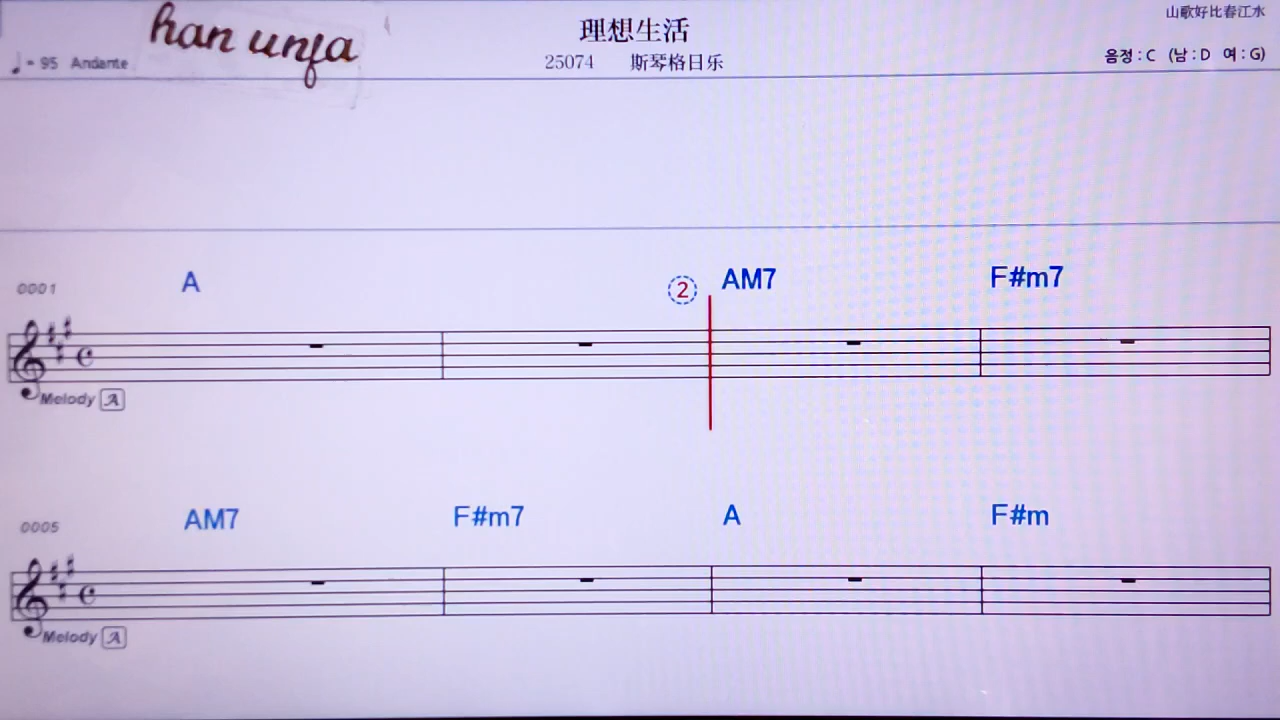 han unja
理想生活
山歌好比春江水
♩= 95 Andante
25074 斯琴格日乐
음정 : C (남 : D 여 : G)
0001 A ② AM7 F#m7
Melody A
0005 AM7 F#m7 A F#m
Melody A